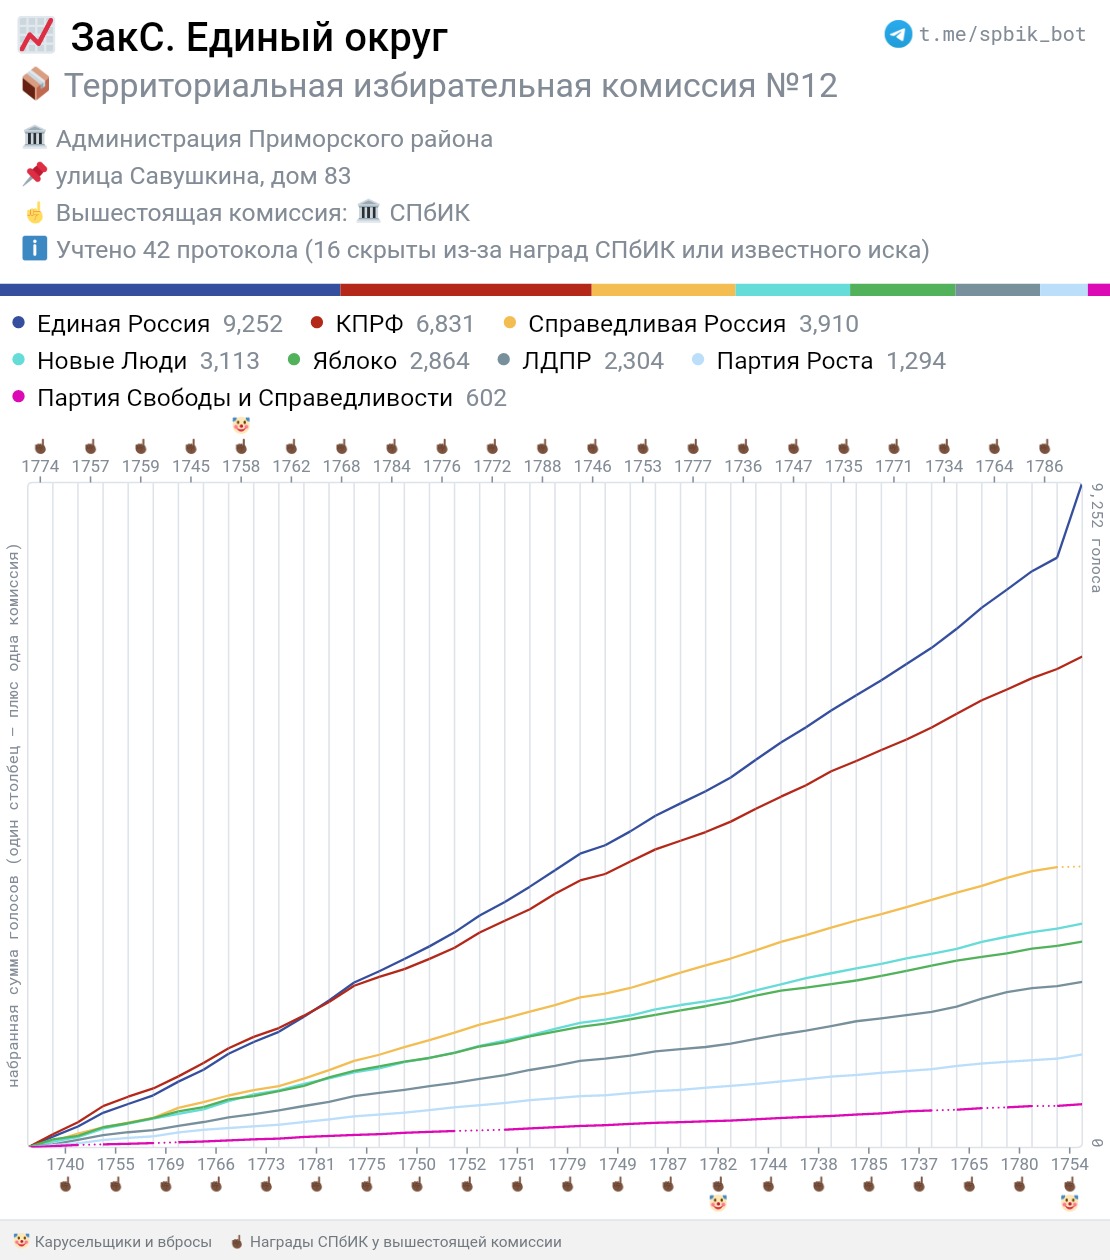 ЗакС. Единый округ
t.me/spbik_bot
Территориальная избирательная комиссия №12
Администрация Приморского района
улица Савушкина, дом 83
Вышестоящая комиссия: СПбИК
Учтено 42 протокола (16 скрыты из-за наград СПбИК или известного иска)
Единая Россия 9,252 КПРФ 6,831 Справедливая Россия 3,910
Новые Люди 3,113 Яблоко 2,864 ЛДПР 2,304 Партия Роста 1,294
Партия Свободы и Справедливости 602
1774 1757 1759 1745 1758 1762 1768 1784 1776 1772 1788 1746 1753 1777 1736 1747 1735 1771 1734 1764 1786
9,252 голоса
набранная сумма голосов (один столбец — плюс одна комиссия)
0
1740 1755 1769 1766 1773 1781 1775 1750 1752 1751 1779 1749 1787 1782 1744 1738 1785 1737 1765 1780 1754
Карусельщики и вбросы Награды СПбИК у вышестоящей комиссии